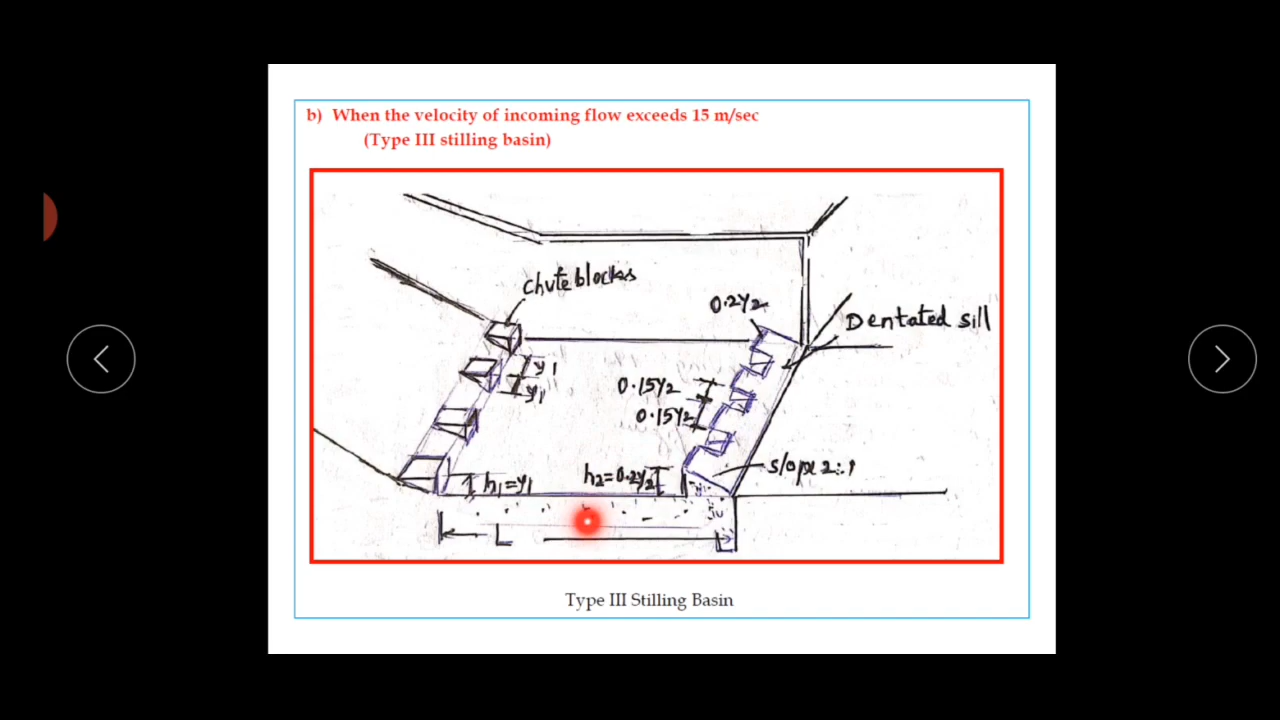 b) When the velocity of incoming flow exceeds 15 m/sec
(Type III stilling basin)
Chute blocks
0.2y2
Dentated sill
y1
y1
0.15y2
0.15y2
h1=y1
h2=0.2y2
slope 2:1
L
Type III Stilling Basin